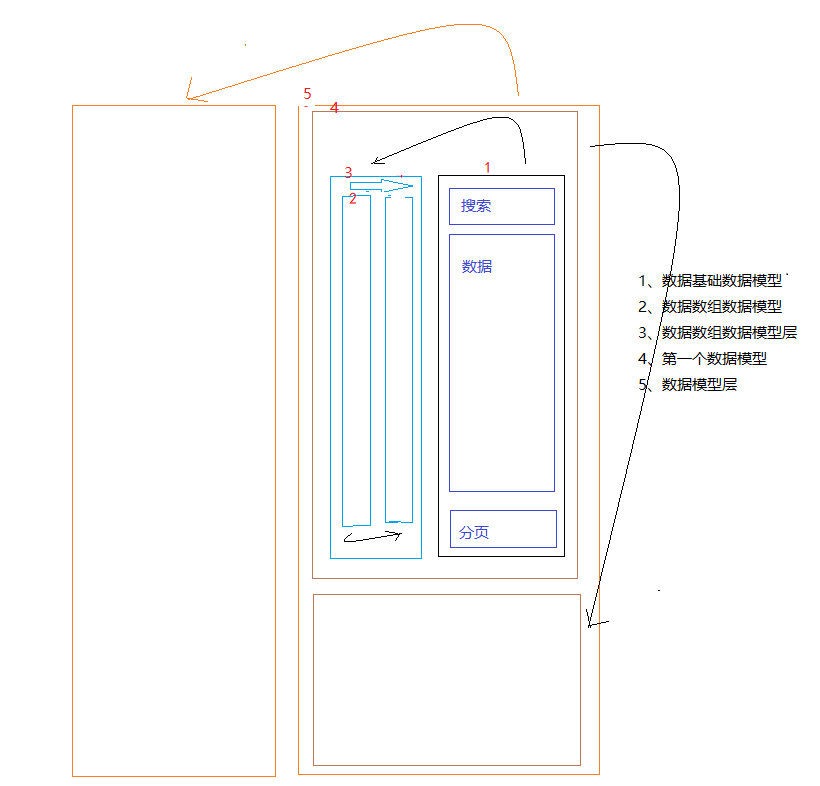 5
4
3
1
2
搜索
数据
分页
1、数据基础数据模型
2、数据数组数据模型
3、数据数组数据模型层
4、第一个数据模型
5、数据模型层